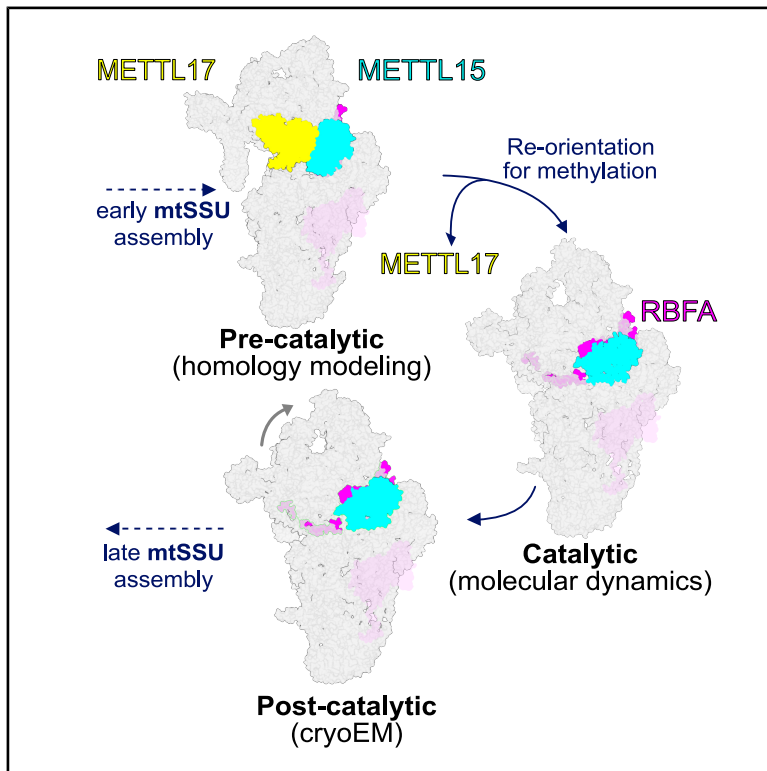 METTL17
METTL15
early mtSSU
assembly
Pre-catalytic
(homology modeling)
Re-orientation
for methylation
METTL17
RBFA
Catalytic
(molecular dynamics)
late mtSSU
assembly
Post-catalytic
(cryoEM)